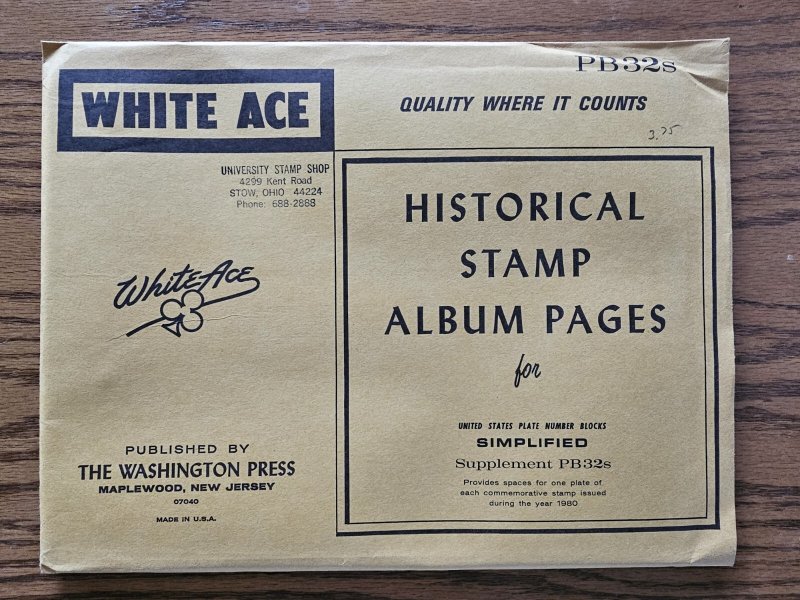 PB32s
WHITE ACE
QUALITY WHERE IT COUNTS
3.75
UNIVERSITY STAMP SHOP
4299 Kent Road
STOW, OHIO 44224
Phone: 688-2868
White Ace
PUBLISHED BY
THE WASHINGTON PRESS
MAPLEWOOD, NEW JERSEY
07040
MADE IN U.S.A.
HISTORICAL
STAMP
ALBUM PAGES
for
UNITED STATES PLATE NUMBER BLOCKS
SIMPLIFIED
Supplement PB32s
Provides spaces for one plate of
each commemorative stamp issued
during the year 1980